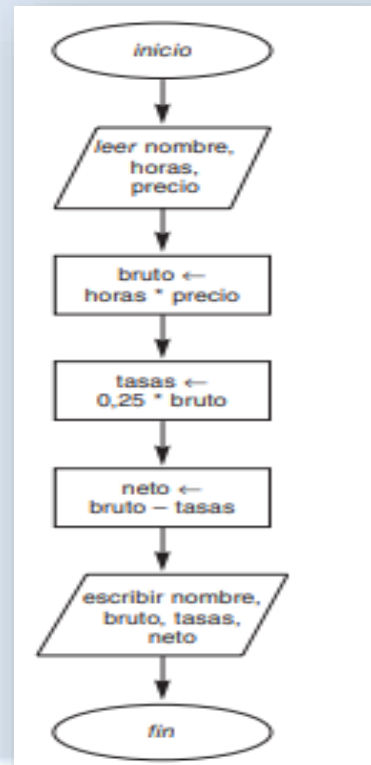 inicio
leer nombre,
horas,
precio
bruto ←
horas * precio
tasas ←
0,25 * bruto
neto ←
bruto – tasas
escribir nombre,
bruto, tasas,
neto
fin